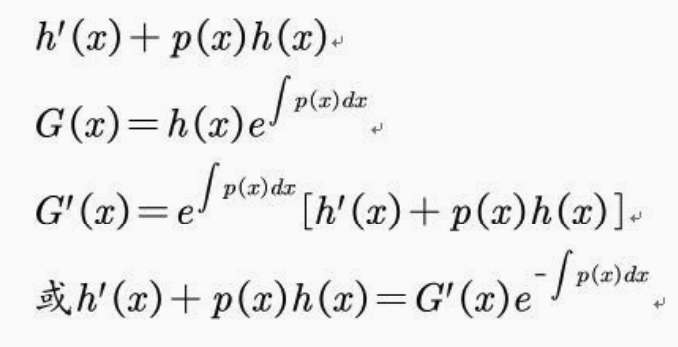 h′(x) + p(x)h(x)↵
G(x) = h(x)e^{∫p(x)dx}↵
G′(x) = e^{∫p(x)dx}[h′(x) + p(x)h(x)]↵
或h′(x) + p(x)h(x) = G′(x)e^{-∫p(x)dx}↵